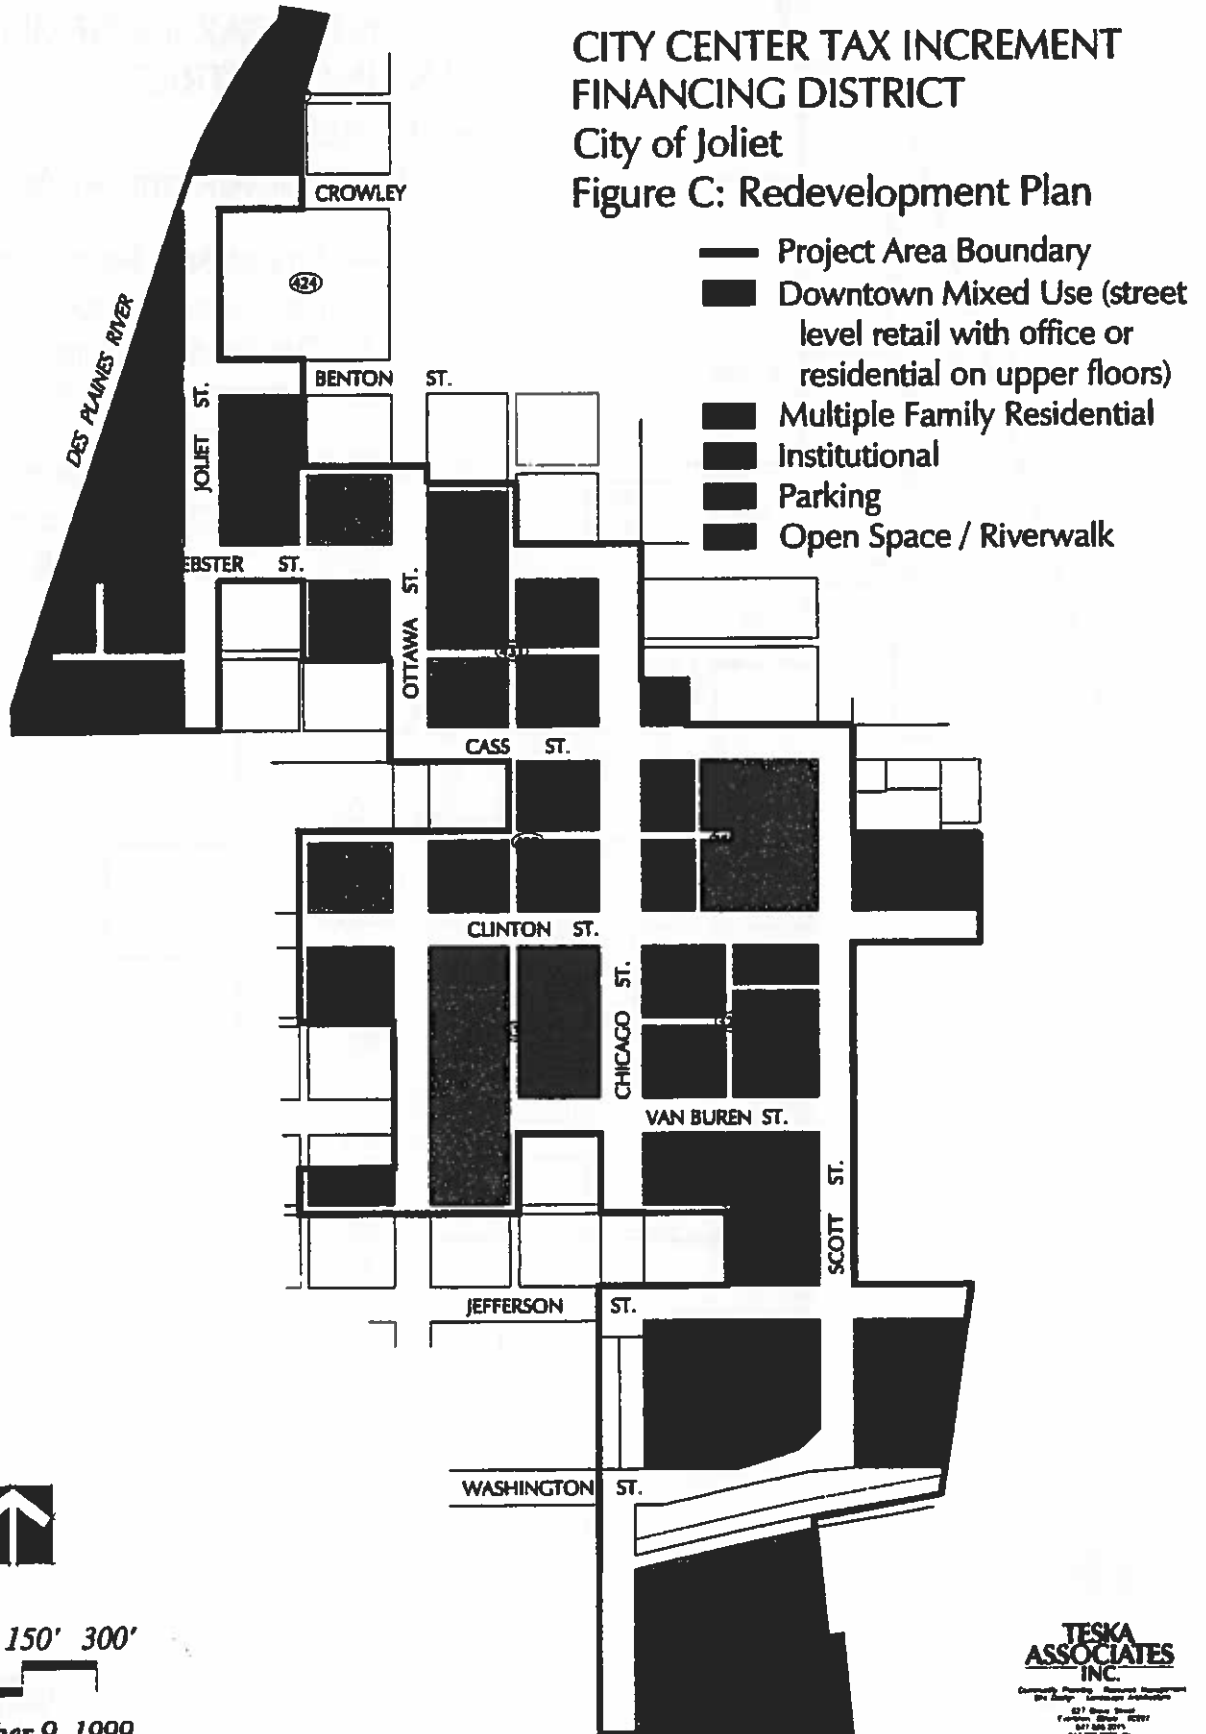 CITY CENTER TAX INCREMENT
FINANCING DISTRICT
City of Joliet
Figure C: Redevelopment Plan
Project Area Boundary
Downtown Mixed Use (street
level retail with office or
residential on upper floors)
Multiple Family Residential
Institutional
Parking
Open Space / Riverwalk
CROWLEY
424
DES PLAINES RIVER
JOLIET ST.
BENTON ST.
EBSTER ST.
OTTAWA ST.
CASS ST.
CLINTON ST.
CHICAGO ST.
VAN BUREN ST.
SCOTT ST.
JEFFERSON ST.
WASHINGTON ST.
150' 300'
9, 1999
TESKA
ASSOCIATES
INC.